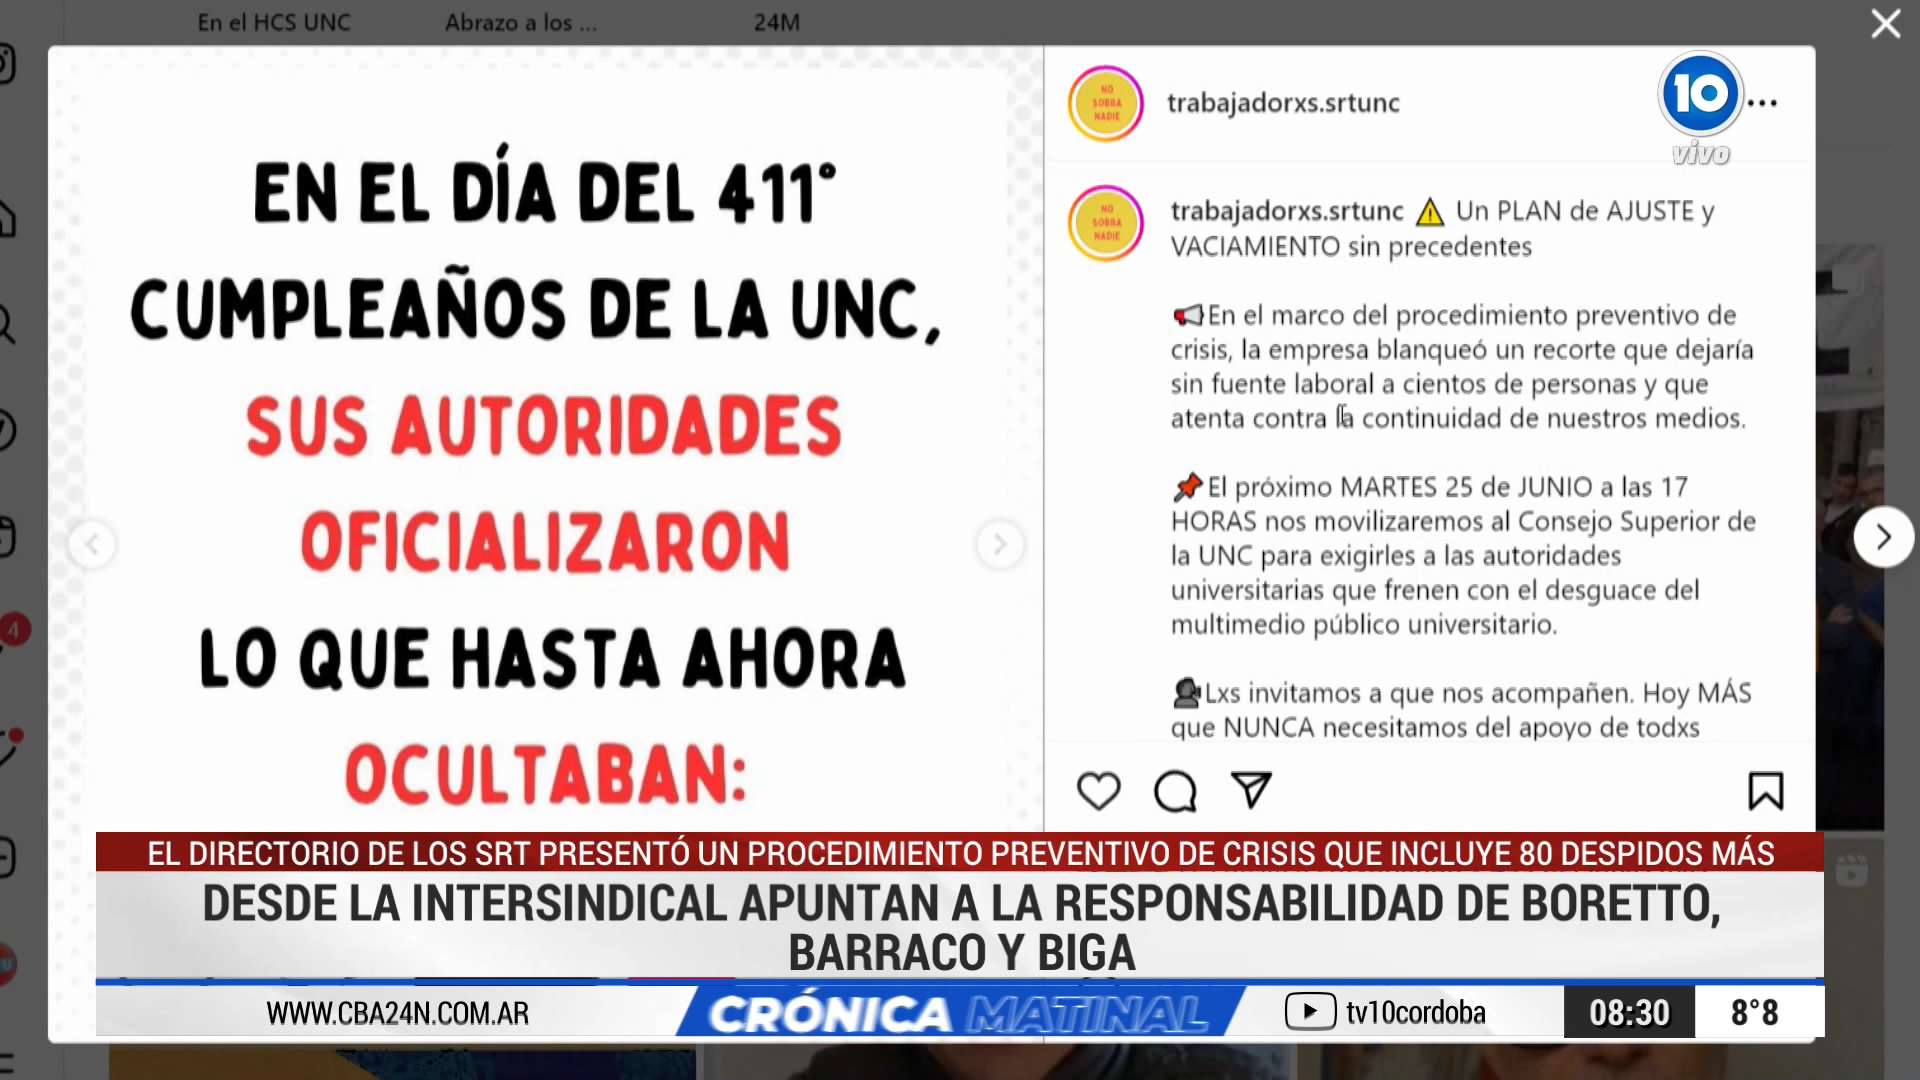 En el HCS UNC
Abrazo a los ...
24M
EN EL DÍA DEL 411°
CUMPLEAÑOS DE LA UNC,
SUS AUTORIDADES
OFICIALIZARON
LO QUE HASTA AHORA
OCULTABAN:
NO
SOBRA
NADIE
trabajadorxs.srtunc
10
vivo
NO
SOBRA
NADIE
trabajadorxs.srtunc ⚠️ Un PLAN de AJUSTE y
VACIAMIENTO sin precedentes
📢En el marco del procedimiento preventivo de
crisis, la empresa blanqueó un recorte que dejaría
sin fuente laboral a cientos de personas y que
atenta contra la continuidad de nuestros medios.
📌El próximo MARTES 25 de JUNIO a las 17
HORAS nos movilizaremos al Consejo Superior de
la UNC para exigirles a las autoridades
universitarias que frenen con el desguace del
multimedio público universitario.
🗣Lxs invitamos a que nos acompañen. Hoy MÁS
que NUNCA necesitamos del apoyo de todxs
4
EL DIRECTORIO DE LOS SRT PRESENTÓ UN PROCEDIMIENTO PREVENTIVO DE CRISIS QUE INCLUYE 80 DESPIDOS MÁS
DESDE LA INTERSINDICAL APUNTAN A LA RESPONSABILIDAD DE BORETTO,
BARRACO Y BIGA
WWW.CBA24N.COM.AR
CRÓNICA MATINAL
tv10cordoba
08:30
8°8